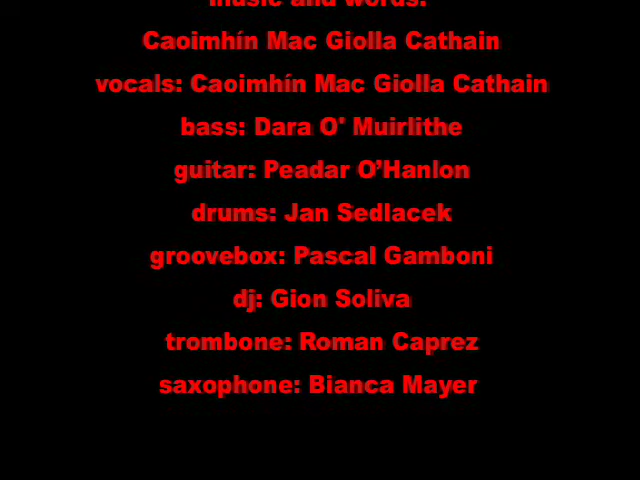 music and words:
Caoimhín Mac Giolla Cathain
vocals: Caoimhín Mac Giolla Cathain
bass: Dara O' Muirlithe
guitar: Peadar O’Hanlon
drums: Jan Sedlacek
groovebox: Pascal Gamboni
dj: Gion Soliva
trombone: Roman Caprez
saxophone: Bianca Mayer